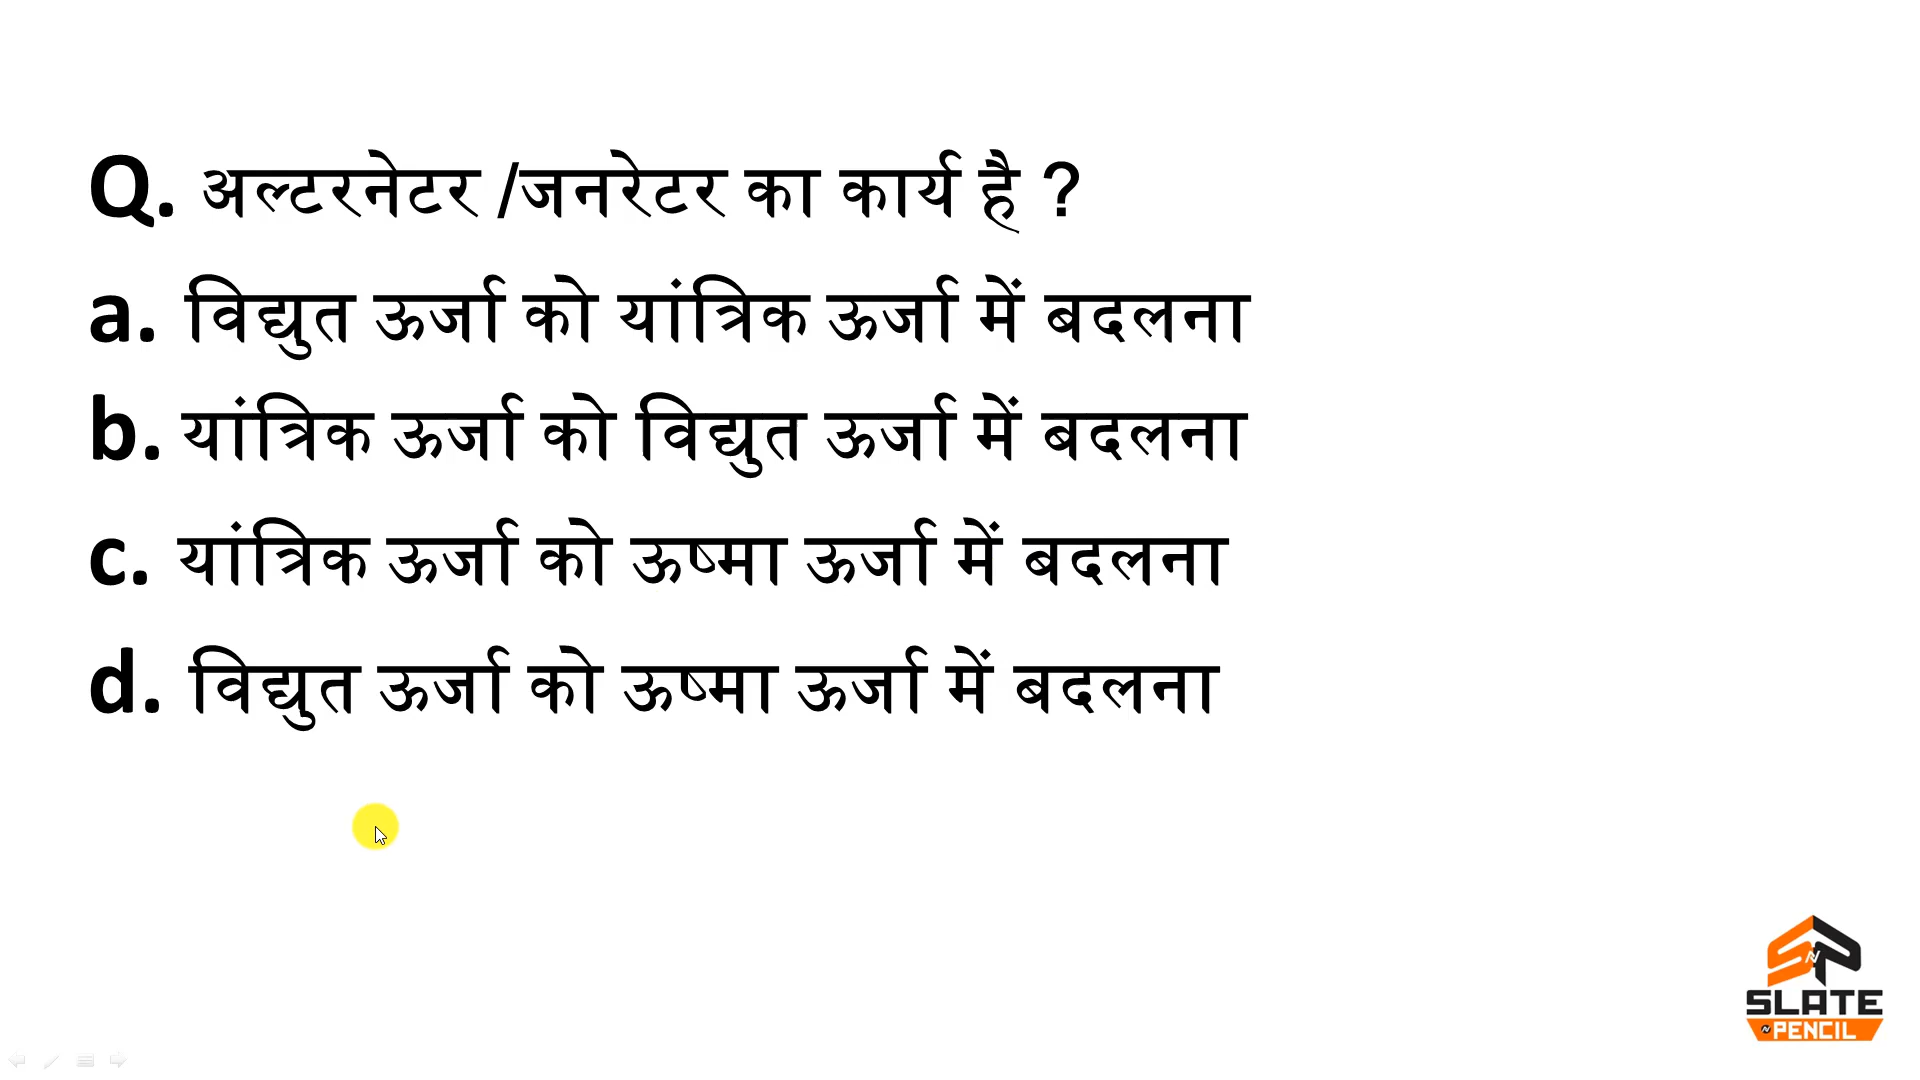 Q. अल्टरनेटर /जनरेटर का कार्य है ?
a. विद्युत ऊर्जा को यांत्रिक ऊर्जा में बदलना
b. यांत्रिक ऊर्जा को विद्युत ऊर्जा में बदलना
c. यांत्रिक ऊर्जा को ऊष्मा ऊर्जा में बदलना
d. विद्युत ऊर्जा को ऊष्मा ऊर्जा में बदलना
SNP
SLATE
N PENCIL